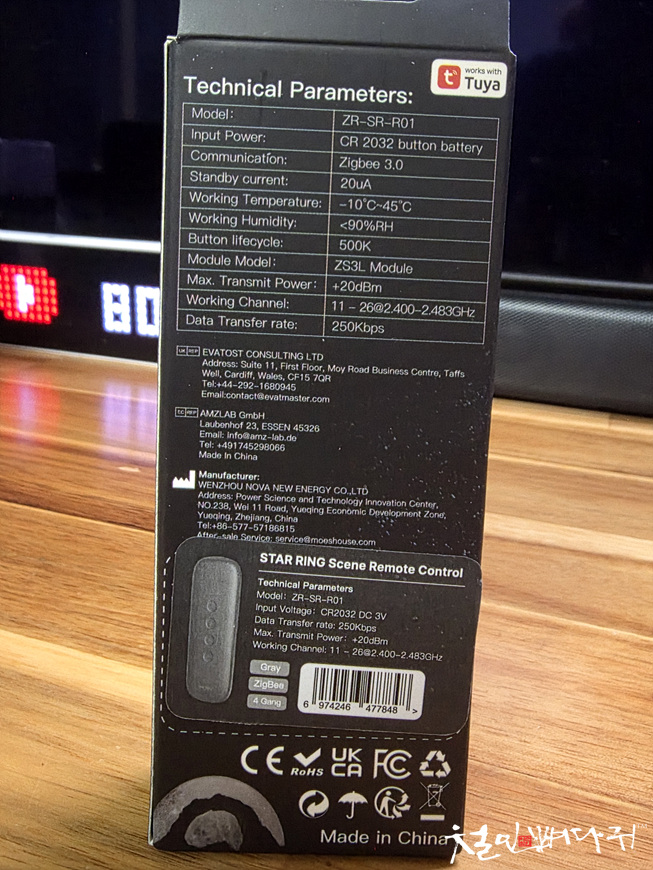 works with
Tuya
Technical Parameters:
Model: ZR-SR-R01
Input Power: CR 2032 button battery
Communication: Zigbee 3.0
Standby current: 20uA
Working Temperature: -10℃~45℃
Working Humidity: <90%RH
Button lifecycle: 500K
Module Model: ZS3L Module
Max. Transmit Power: +20dBm
Working Channel: 11 - 26@2.400-2.483GHz
Data Transfer rate: 250Kbps
UK REP EVATOST CONSULTING LTD
Address: Suite 11, First Floor, Moy Road Business Centre, Taffs
Well, Cardiff, Wales, CF15 7QR
Tel:+44-292-1680945
Email:contact@evatmaster.com
REP AMZLAB GmbH
Laubenhof 23, ESSEN 45326
Email: info@amz-lab.de
Tel: +491745298066
Made In China
Manufacturer:
WENZHOU NOVA NEW ENERGY CO.,LTD
Address: Power Science and Technology Innovation Center,
NO.238, Wei 11 Road, Yueqing Economic Development Zone,
Yueqing, Zhejiang, China
Tel:+86-577-57186815
After-sale Service: service@moeshouse.com
STAR RING Scene Remote Control
Technical Parameters
Model: ZR-SR-R01
Input Voltage: CR2032 DC 3V
Data Transfer rate: 250Kbps
Max. Transmit Power: +20dBm
Working Channel: 11 - 26@2.400-2.483GHz
Gray
ZigBee
4 Gang
6 974246 477848 >
CE RoHS UK CA FC
Made in China
철민빠다쥐